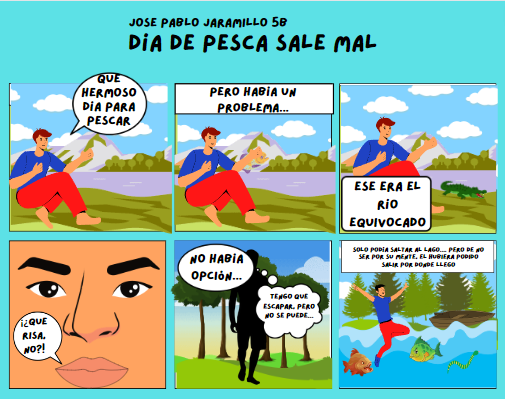 JOSE PABLO JARAMILLO 5B
DiA DE PESCA SALE MAL
QUE
HERMOSO
DIA PARA
PESCAR
PERO HABIA UN
PROBLEMA...
ESE ERA EL
RIO
EQUIVOCADO
¡¿QUE
RISA,
NO?!
NO HABIA
OPCIÓN...
TENGO QUE
ESCAPAR, PERO
NO SE PUEDE...
SOLO PODIA SALTAR AL LAGO.... PERO DE NO
SER POR SU MENTE, EL HUBIERA PODIDO
SALIR POR DONDE LLEGO